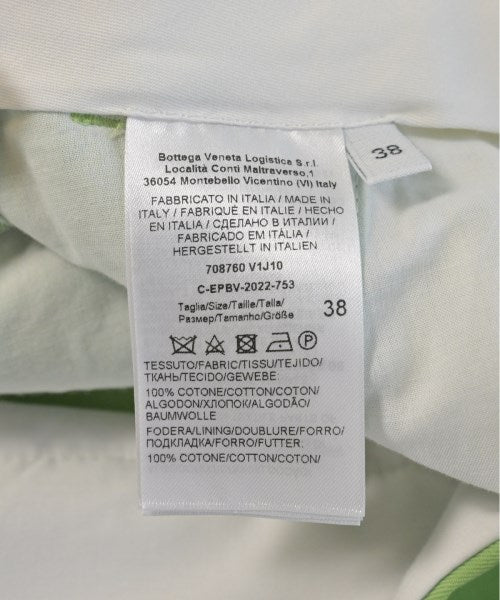 Bottega Veneta Logistica S r.l.
Località Conti Maltraverso,1
36054 Montebello Vicentino (VI) Italy
38
FABBRICATO IN ITALIA / MADE IN
ITALY / FABRIQUÉ EN ITALIE / HECHO
EN ITALIA / СДЕЛАНО В ИТАЛИИ /
FABRICADO EM ITÁLIA /
HERGESTELLT IN ITALIEN
708760 V1J10
C-EPBV-2022-753
Taglia/Size/Taille/Talla/
Размер/Tamanho/Größe 38
P
TESSUTO/FABRIC/TISSU/TEJIDO/
ТКАНЬ/TECIDO/GEWEBE:
100% COTONE/COTTON/COTON/
ALGODON/ХЛОПОК/ALGODÃO/
BAUMWOLLE
FODERA/LINING/DOUBLURE/FORRO/
ПОДКЛАДКА/FORRO/FUTTER:
100% COTONE/COTTON/COTON/